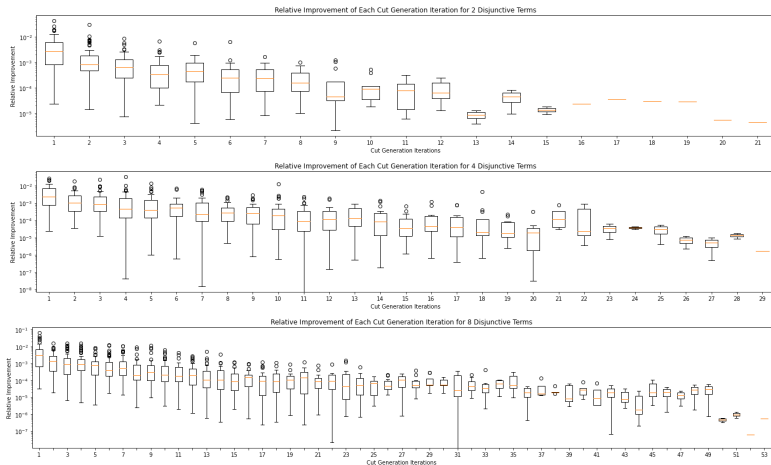 Relative Improvement of Each Cut Generation Iteration for 2 Disjunctive Terms
Relative Improvement
10⁻²
10⁻³
10⁻⁴
10⁻⁵
1 2 3 4 5 6 7 8 9 10 11 12 13 14 15 16 17 18 19 20 21
Cut Generation Iterations
Relative Improvement of Each Cut Generation Iteration for 4 Disjunctive Terms
Relative Improvement
10⁻²
10⁻³
10⁻⁴
10⁻⁵
10⁻⁶
10⁻⁷
10⁻⁸
1 2 3 4 5 6 7 8 9 10 11 12 13 14 15 16 17 18 19 20 21 22 23 24 25 26 27 28 29
Cut Generation Iterations
Relative Improvement of Each Cut Generation Iteration for 8 Disjunctive Terms
Relative Improvement
10⁻¹
10⁻²
10⁻³
10⁻⁴
10⁻⁵
10⁻⁶
10⁻⁷
1 3 5 7 9 11 13 15 17 19 21 23 25 27 29 31 33 35 37 39 41 43 45 47 49 51 53
Cut Generation Iterations